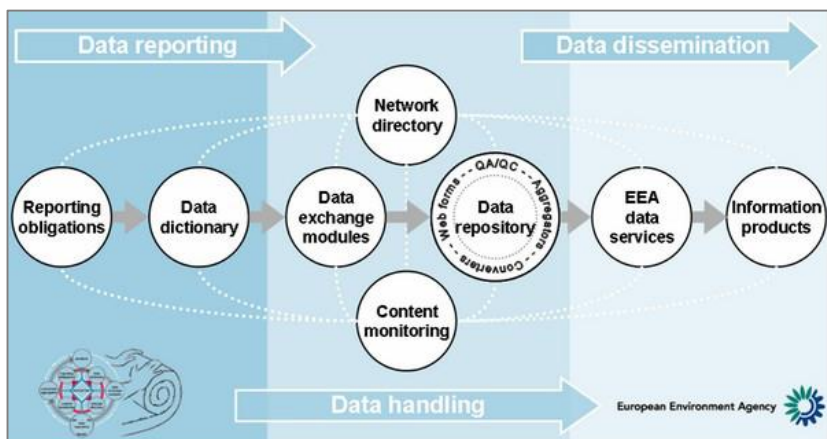 Data reporting
Data dissemination
Network
directory
Reporting
obligations
Data
dictionary
Data
exchange
modules
Web forms -- QA/QC -- Aggregators -- Converters --
Data
repository
EEA
data
services
Information
products
Content
monitoring
Data handling
European Environment Agency